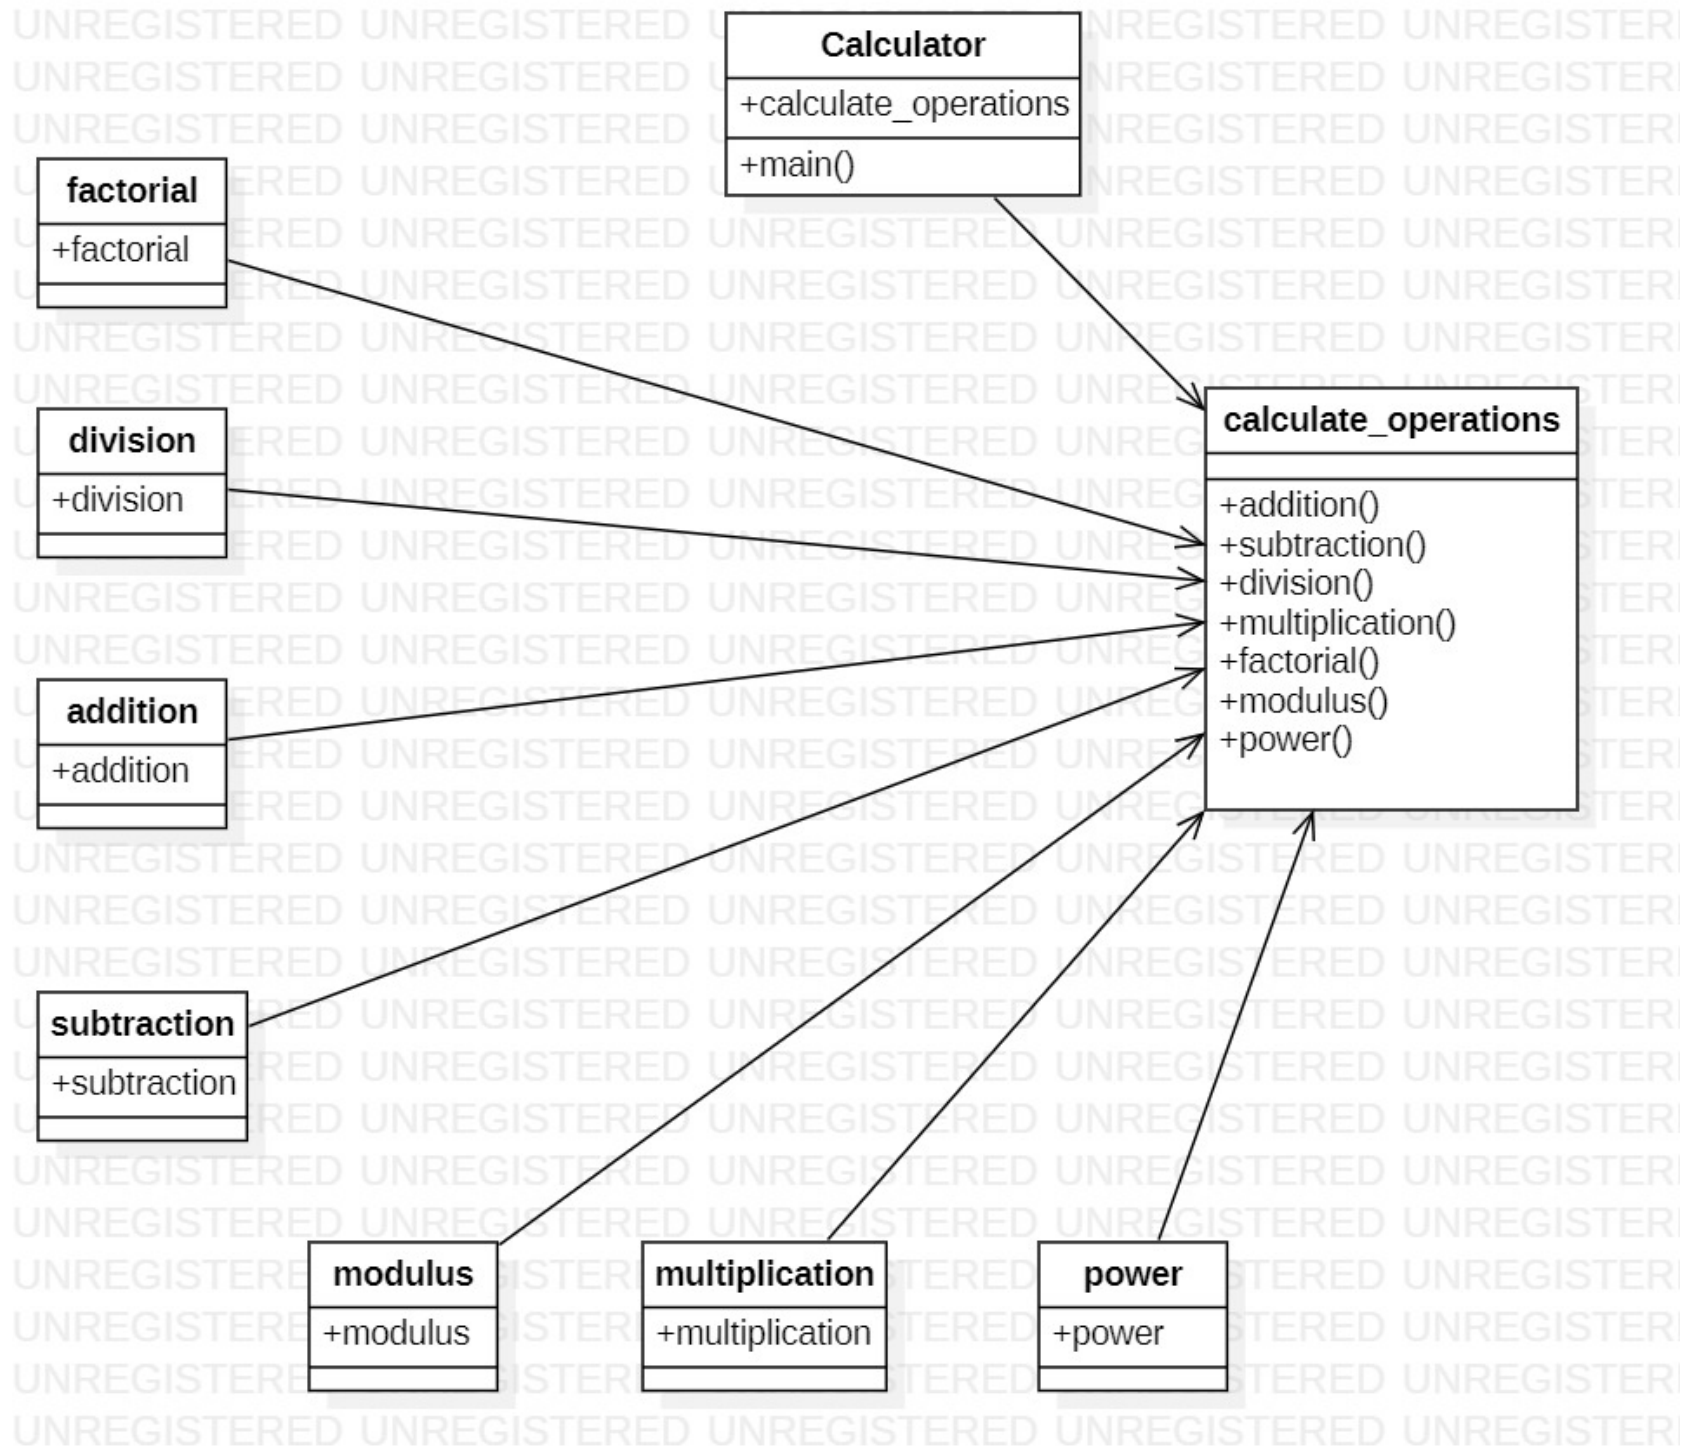 Calculator
+calculate_operations
+main()
factorial
+factorial
division
+division
addition
+addition
subtraction
+subtraction
calculate_operations
+addition()
+subtraction()
+division()
+multiplication()
+factorial()
+modulus()
+power()
modulus
+modulus
multiplication
+multiplication
power
+power
UNREGISTERED